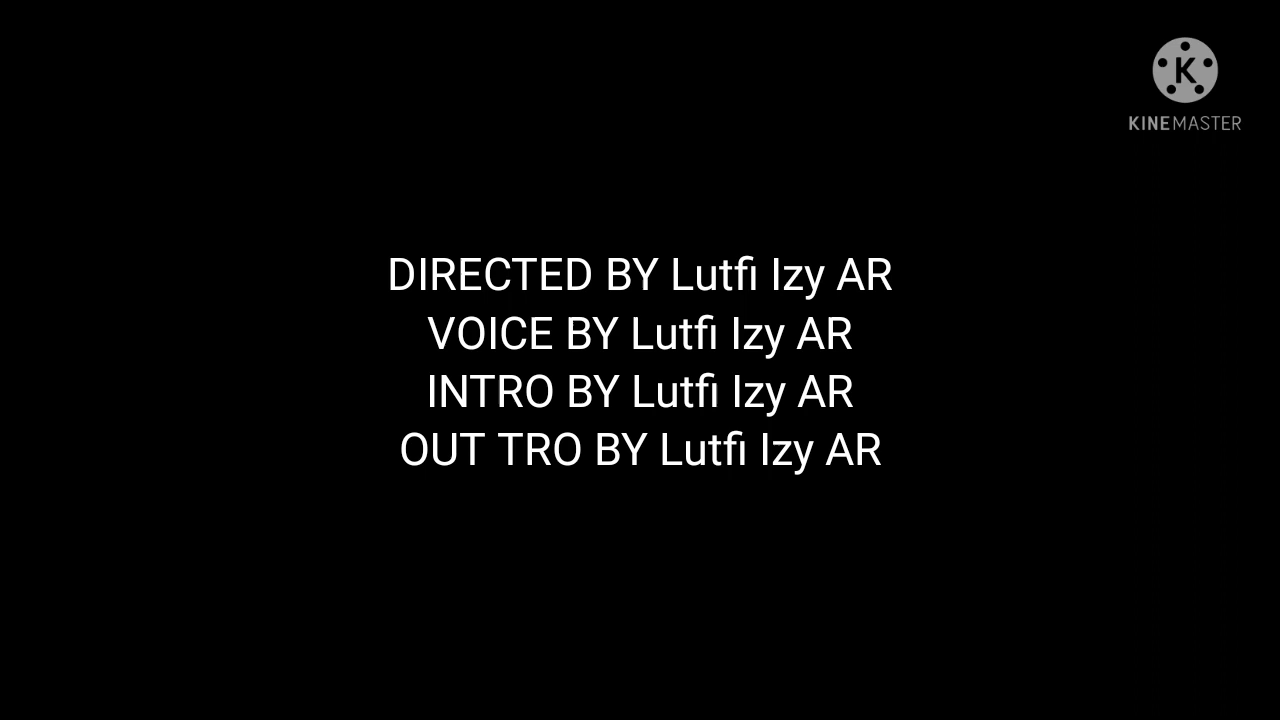 K
KINEMASTER
DIRECTED BY Lutfi Izy AR
VOICE BY Lutfi Izy AR
INTRO BY Lutfi Izy AR
OUT TRO BY Lutfi Izy AR